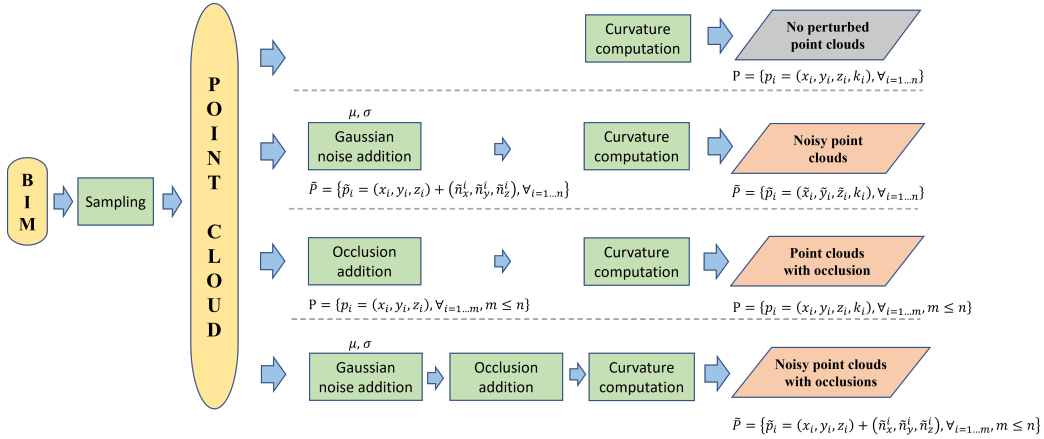 BIM
Sampling
POINT CLOUD
Curvature
computation
No perturbed
point clouds
P = {p_i = (x_i, y_i, z_i, k_i), ∀_{i=1…n}}
μ, σ
Gaussian
noise addition
P̃ = {p̃_i = (x_i, y_i, z_i) + (ñ_x^i, ñ_y^i, ñ_z^i), ∀_{i=1…n}}
Curvature
computation
Noisy point
clouds
P̃ = {p̃_i = (x̃_i, ỹ_i, z̃_i, k_i), ∀_{i=1…n}}
Occlusion
addition
P = {p_i = (x_i, y_i, z_i), ∀_{i=1…m}, m ≤ n}
Curvature
computation
Point clouds
with occlusion
P = {p_i = (x_i, y_i, z_i, k_i), ∀_{i=1…m}, m ≤ n}
μ, σ
Gaussian
noise addition
Occlusion
addition
Curvature
computation
Noisy point clouds
with occlusions
P̃ = {p̃_i = (x_i, y_i, z_i) + (ñ_x^i, ñ_y^i, ñ_z^i), ∀_{i=1…m}, m ≤ n}